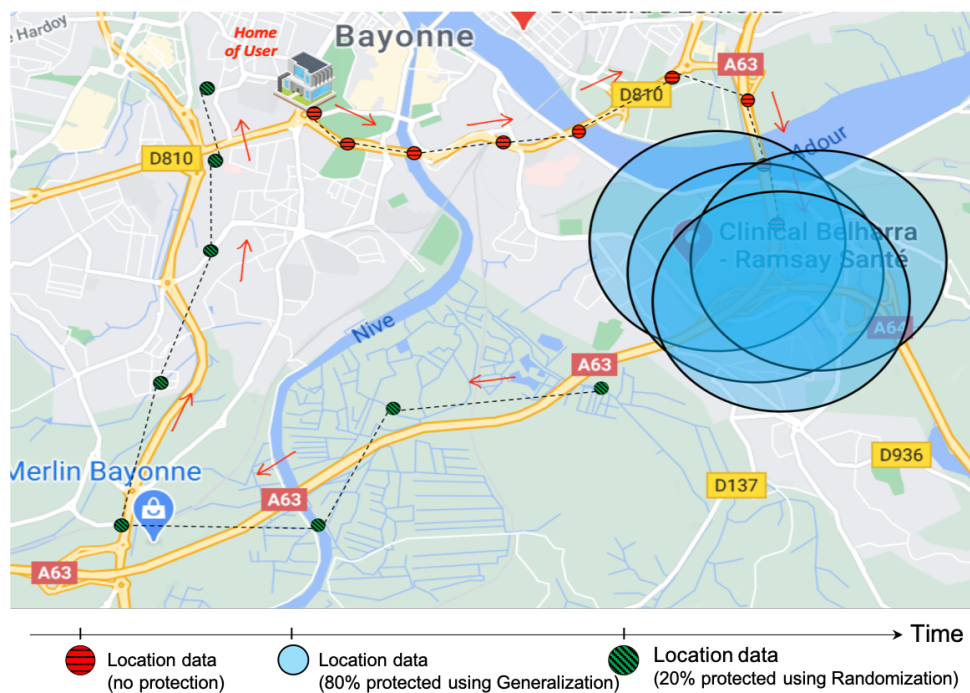 Hardoy
Home
of User
Bayonne
A63
D810
D810
Adour
Clinical Belharra
- Ramsay Santé
Nive
A64
A63
Merlin Bayonne
D936
A63
D137
A63
Time
Location data
(no protection)
Location data
(80% protected using Generalization)
Location data
(20% protected using Randomization)